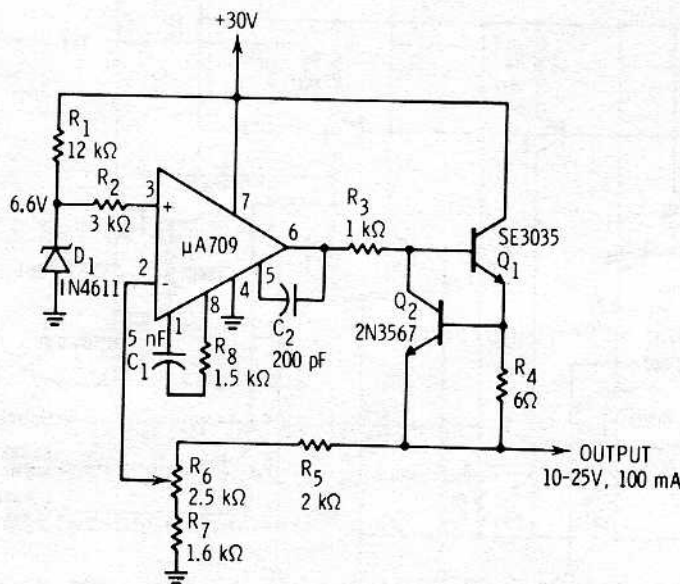 +30V
R1
12 kΩ
R2
3 kΩ
6.6V
3
+
7
μA709
6
R3
1 kΩ
SE3035
Q1
D1
1N4611
2
-
1
8
4
5
C2
200 pF
Q2
2N3567
5 nF
C1
R8
1.5 kΩ
R4
6Ω
R6
2.5 kΩ
R5
2 kΩ
OUTPUT
10-25V, 100 mA
R7
1.6 kΩ